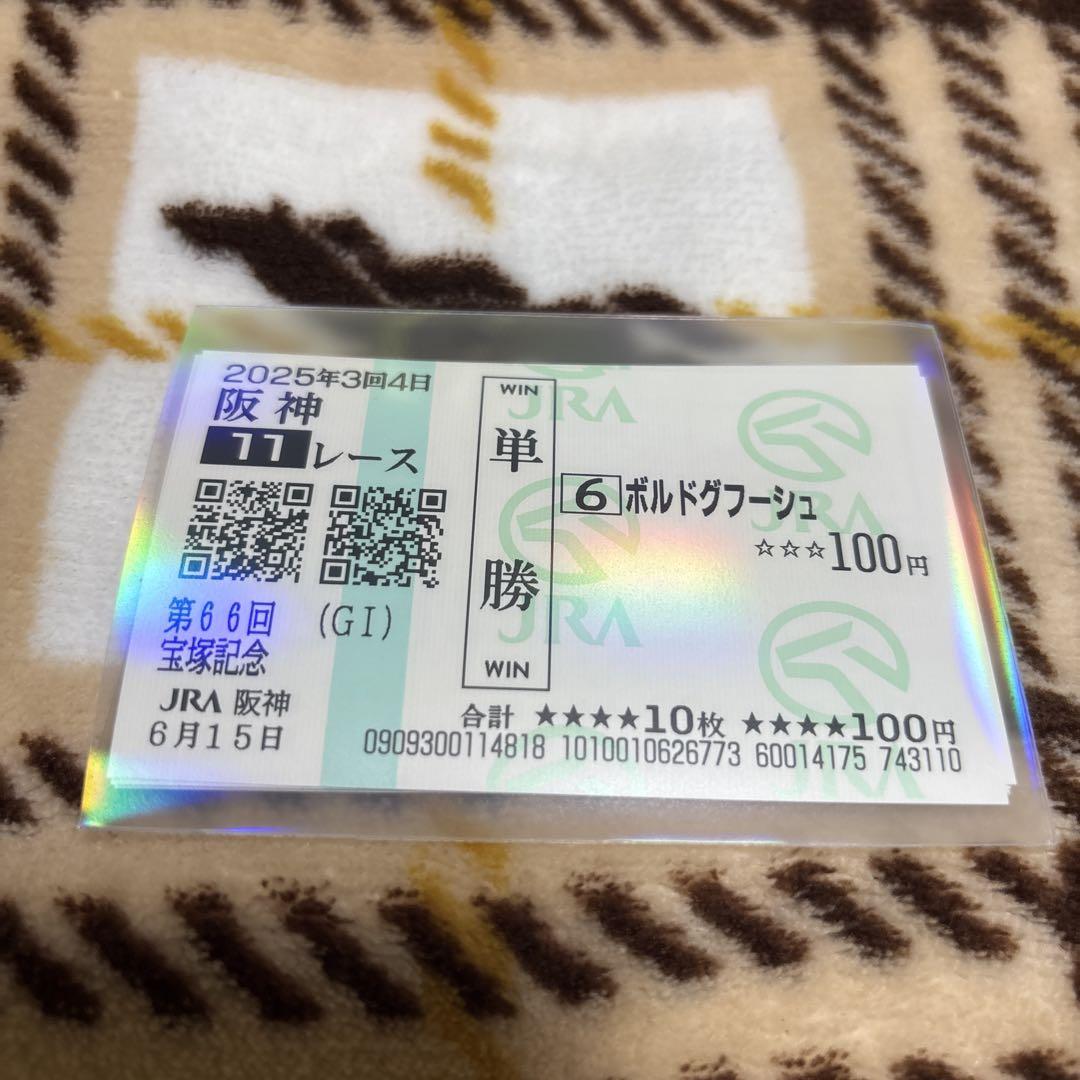 2025年3回4日
阪神
11レース
第66回 (GI)
宝塚記念
JRA 阪神
6月15日
WIN
単
勝
WIN
6 ボルドグフーシュ
☆☆☆100円
合計 ★★★★10枚 ★★★★100円
0909300114818 1010010626773 60014175 743110
JRA
JRA
JRA
JRA